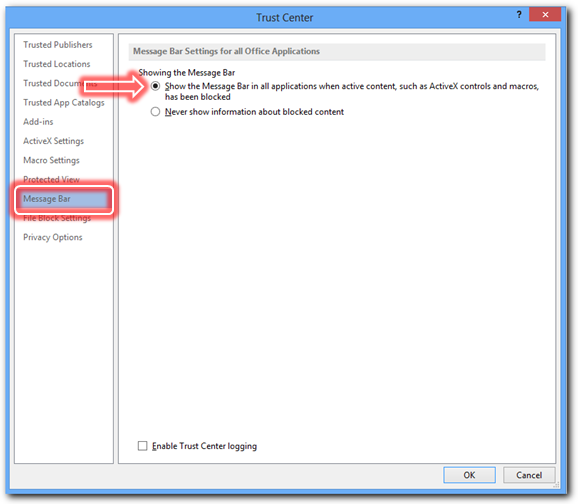 Trust Center
?
Trusted Publishers
Trusted Locations
Trusted Documents
Trusted App Catalogs
Add-ins
ActiveX Settings
Macro Settings
Protected View
Message Bar
File Block Settings
Privacy Options
Message Bar Settings for all Office Applications
Showing the Message Bar
Show the Message Bar in all applications when active content, such as ActiveX controls and macros,
has been blocked
Never show information about blocked content
Enable Trust Center logging
OK
Cancel